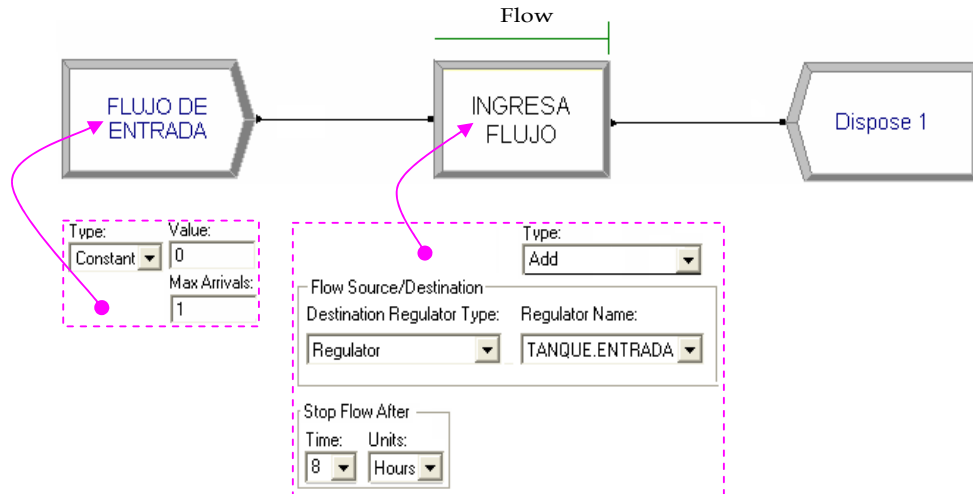 Flow
FLUJO DE
ENTRADA
INGRESA
FLUJO
Dispose 1
Type:
Value:
Constant
0
Max Arrivals:
1
Type:
Add
Flow Source/Destination
Destination Regulator Type:
Regulator Name:
Regulator
TANQUE.ENTRADA
Stop Flow After
Time:
Units:
8
Hours